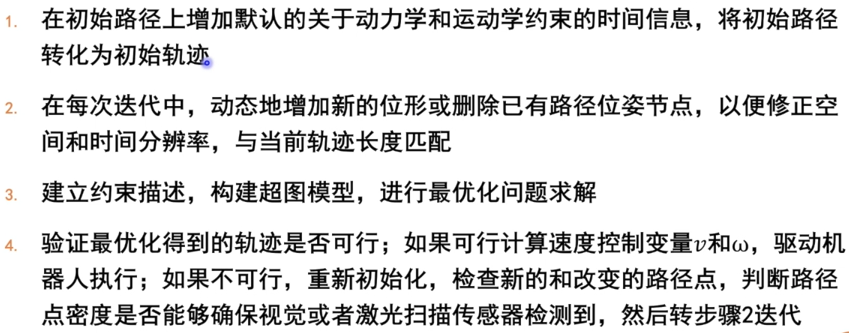 1. 在初始路径上增加默认的关于动力学和运动学约束的时间信息，将初始路径
转化为初始轨迹。
2. 在每次迭代中，动态地增加新的位形或删除已有路径位姿节点，以便修正空
间和时间分辨率，与当前轨迹长度匹配
3. 建立约束描述，构建超图模型，进行最优化问题求解
4. 验证最优化得到的轨迹是否可行；如果可行计算速度控制变量v和ω，驱动机
器人执行；如果不可行，重新初始化，检查新的和改变的路径点，判断路径
点密度是否能够确保视觉或者激光扫描传感器检测到，然后转步骤2迭代